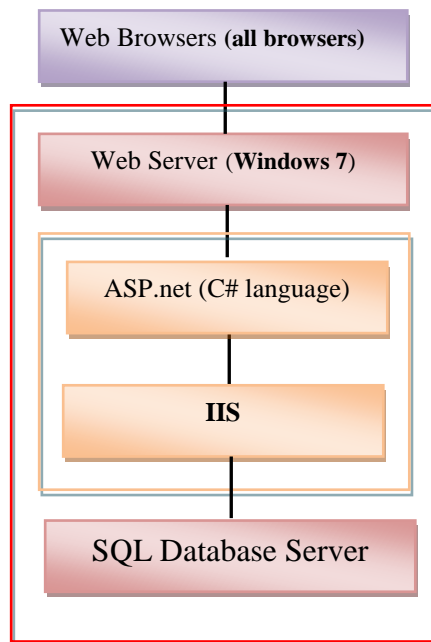 Web Browsers (all browsers)
Web Server (Windows 7)
ASP.net (C# language)
IIS
SQL Database Server